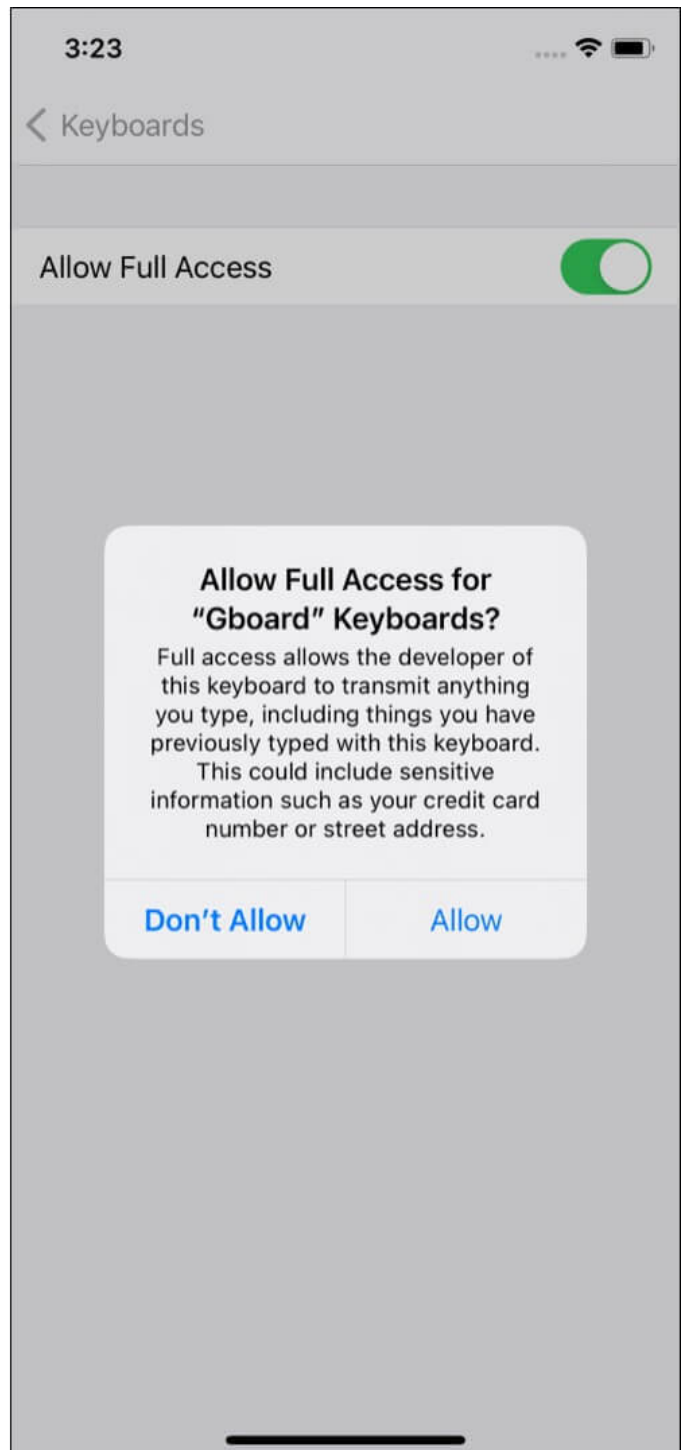 3:23
Keyboards
Allow Full Access
Allow Full Access for
"Gboard" Keyboards?
Full access allows the developer of
this keyboard to transmit anything
you type, including things you have
previously typed with this keyboard.
This could include sensitive
information such as your credit card
number or street address.
Don’t Allow
Allow